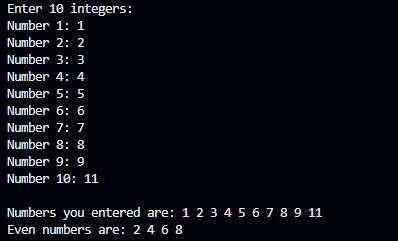 Enter 10 integers:
Number 1: 1
Number 2: 2
Number 3: 3
Number 4: 4
Number 5: 5
Number 6: 6
Number 7: 7
Number 8: 8
Number 9: 9
Number 10: 11
Numbers you entered are: 1 2 3 4 5 6 7 8 9 11
Even numbers are: 2 4 6 8